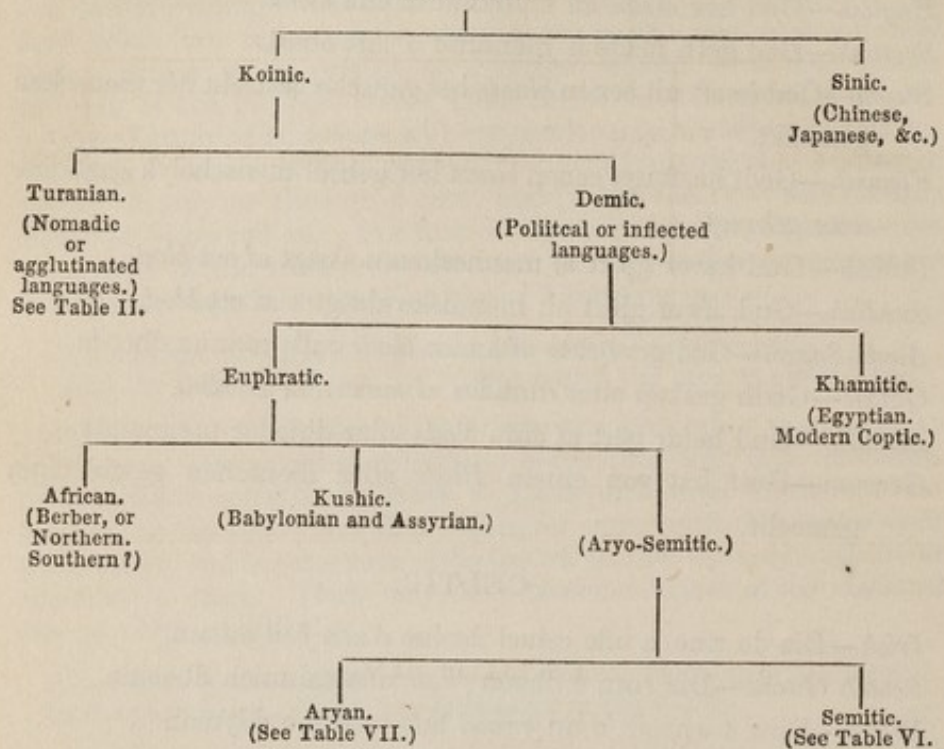 Koinic.
Sinic.
(Chinese,
Japanese, &c.)
Turanian.
(Nomadic
or
agglutinated
languages.)
See Table II.
Demic.
(Poliitcal or inflected
languages.)
Euphratic.
Khamitic.
(Egyptian.
Modern Coptic.)
African.
(Berber, or
Northern.
Southern?)
Kushic.
(Babylonian and Assyrian.)
(Aryo-Semitic.)
Aryan.
(See Table VII.)
Semitic.
(See Table VI.